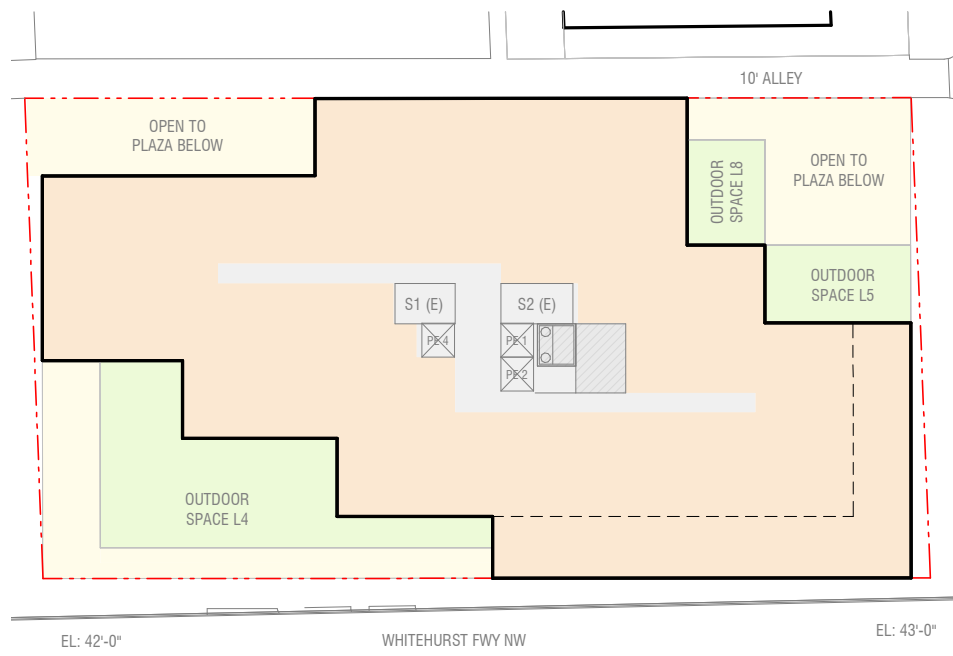 10' ALLEY
OPEN TO
PLAZA BELOW
OUTDOOR
SPACE L8
OPEN TO
PLAZA BELOW
OUTDOOR
SPACE L5
S1 (E)
S2 (E)
PE 4
PE 1
PE 2
OUTDOOR
SPACE L4
EL: 42'-0"
WHITEHURST FWY NW
EL: 43'-0"